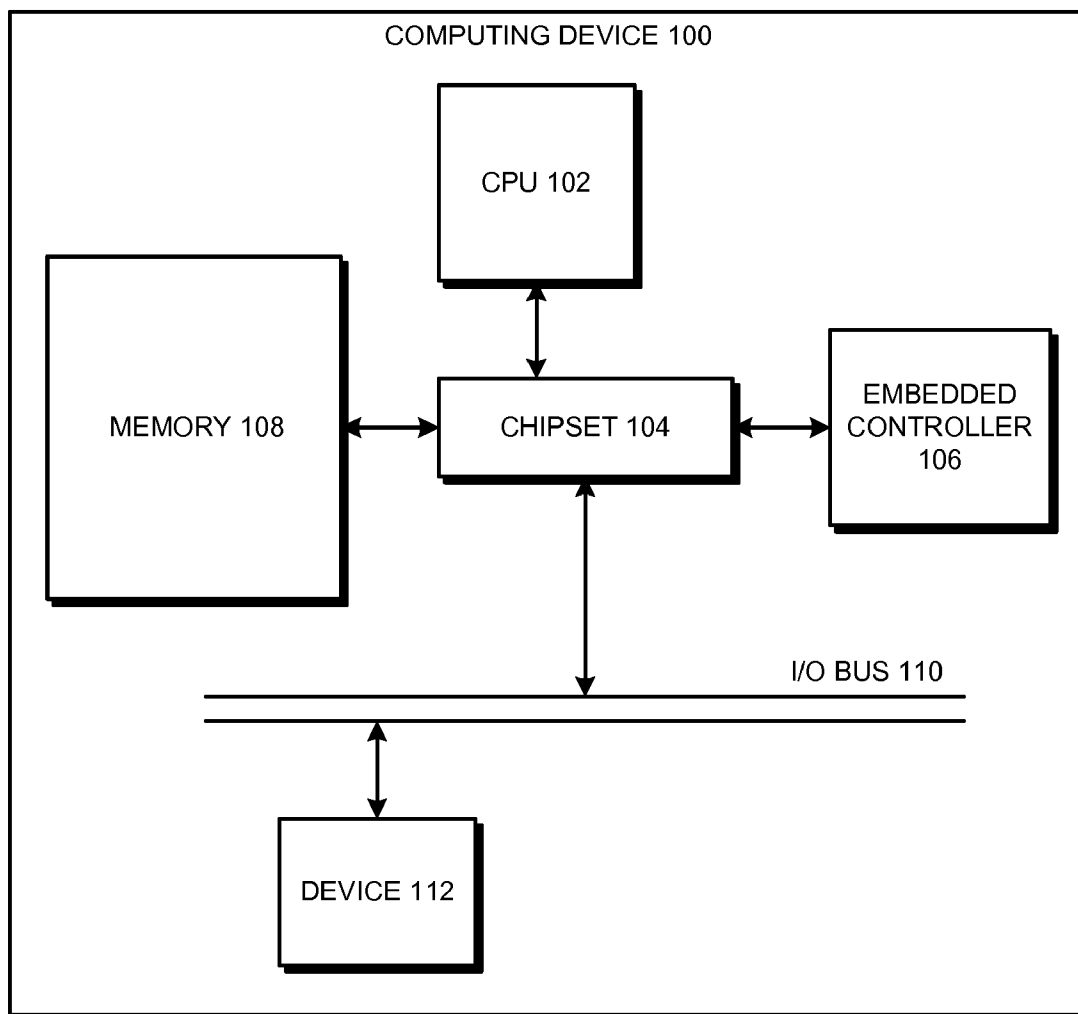 COMPUTING DEVICE 100
CPU 102
MEMORY 108
CHIPSET 104
EMBEDDED
CONTROLLER
106
I/O BUS 110
DEVICE 112